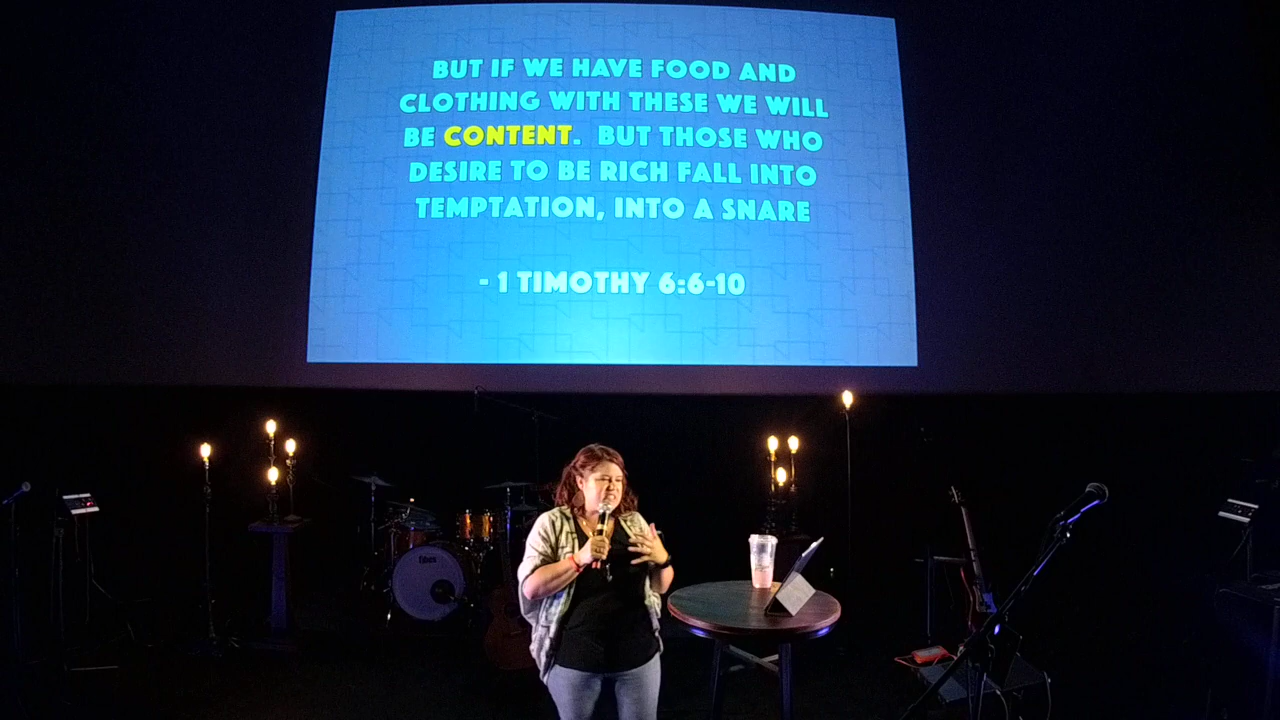 BUT IF WE HAVE FOOD AND
CLOTHING WITH THESE WE WILL
BE CONTENT. BUT THOSE WHO
DESIRE TO BE RICH FALL INTO
TEMPTATION, INTO A SNARE
- 1 TIMOTHY 6:6-10
fibes